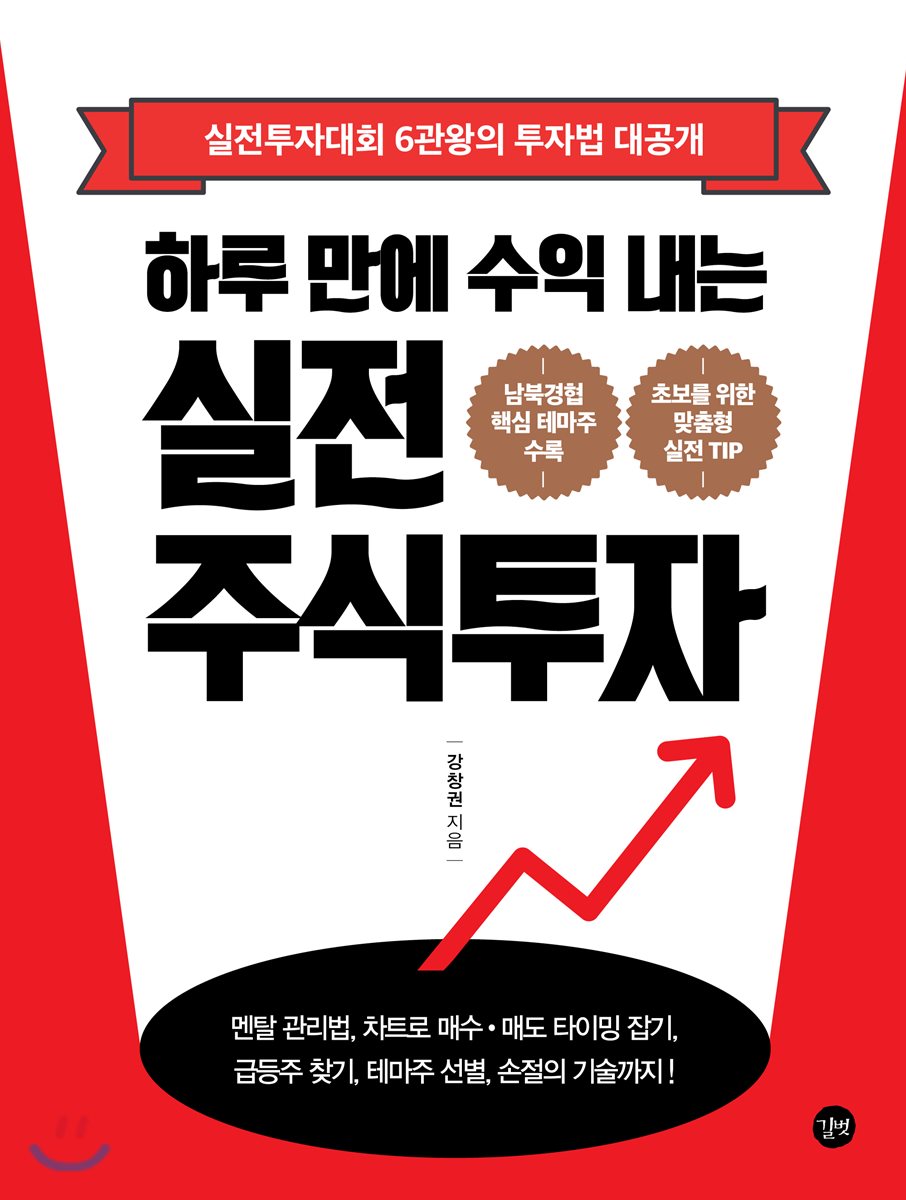 실전투자대회 6관왕의 투자법 대공개
하루 만에 수익 내는
실전
남북경협
핵심 테마주
수록
초보를 위한
맞춤형
실전 TIP
주식투자
강창권 지음
멘탈 관리법, 차트로 매수·매도 타이밍 잡기,
급등주 찾기, 테마주 선별, 손절의 기술까지!
길벗